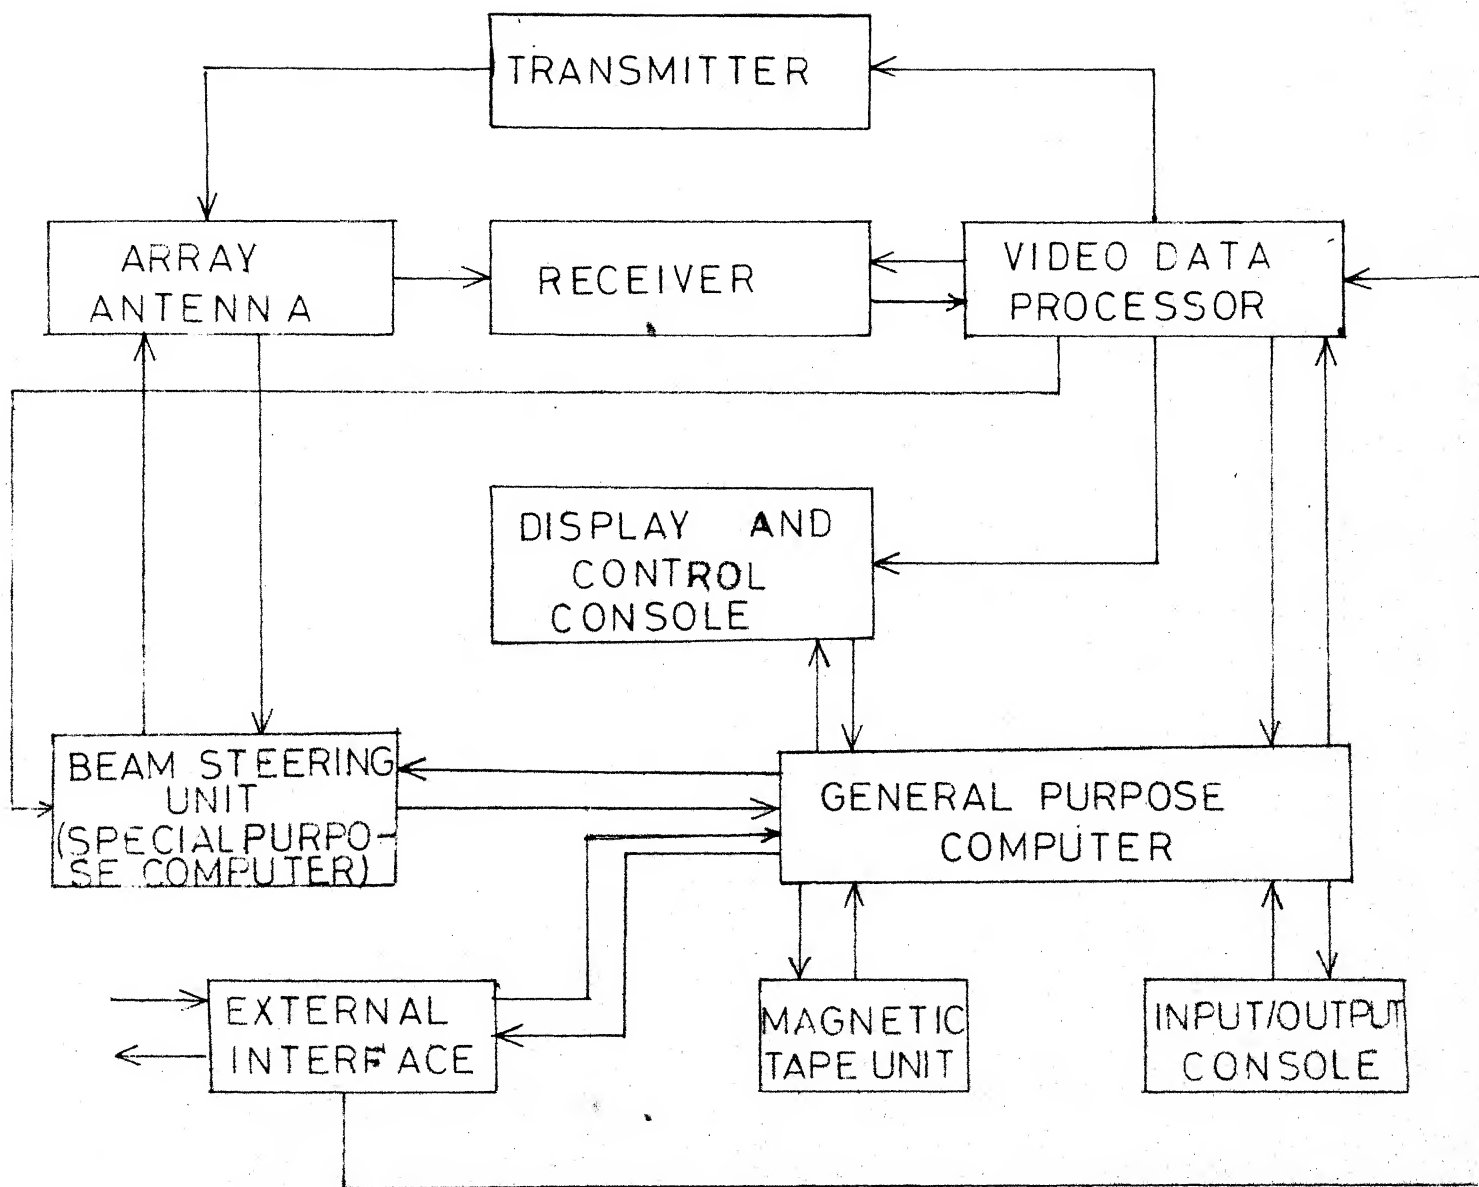 TRANSMITTER
ARRAY
ANTENNA
RECEIVER
VIDEO DATA
PROCESSOR
DISPLAY AND
CONTROL
CONSOLE
BEAM STEERING
UNIT
(SPECIAL PURPO-
SE COMPUTER)
GENERAL PURPOSE
COMPUTER
EXTERNAL
INTERFACE
MAGNETIC
TAPE UNIT
INPUT/OUTPUT
CONSOLE